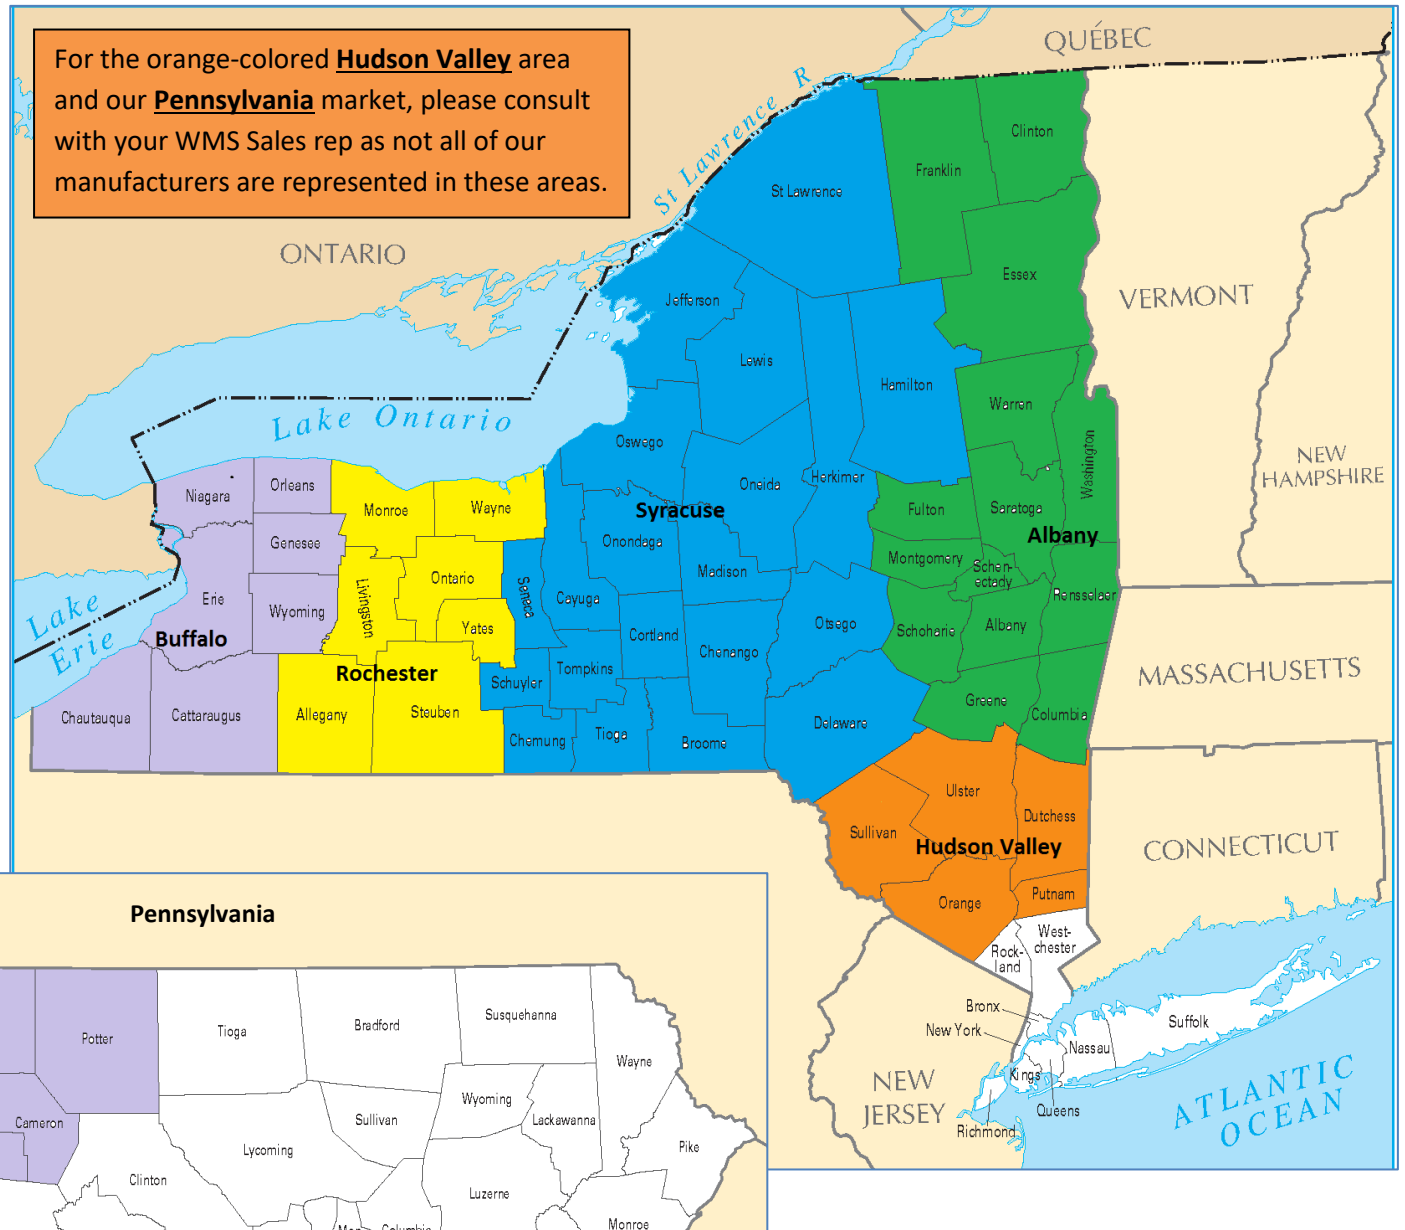 For the orange-colored Hudson Valley area
and our Pennsylvania market, please consult
with your WMS Sales rep as not all of our
manufacturers are represented in these areas.
QUÉBEC
ONTARIO
St Lawrence R
VERMONT
NEW
HAMPSHIRE
MASSACHUSETTS
CONNECTICUT
NEW
JERSEY
ATLANTIC
OCEAN
Lake Ontario
Lake
Erie
Clinton
Franklin
St Lawrence
Essex
Jefferson
Lewis
Hamilton
Warren
Washington
Oswego
Oneida
Herkimer
Fulton
Saratoga
Syracuse
Albany
Niagara
Orleans
Monroe
Wayne
Genesee
Onondaga
Madison
Montgomery
Schen-
ectady
Rensselaer
Erie
Wyoming
Livingston
Ontario
Yates
Seneca
Cayuga
Cortland
Chenango
Otsego
Schoharie
Albany
Buffalo
Rochester
Chautauqua
Cattaraugus
Allegany
Steuben
Schuyler
Tompkins
Chemung
Tioga
Broome
Delaware
Greene
Columbia
Ulster
Dutchess
Sullivan
Hudson Valley
Orange
Putnam
West-
chester
Rock-
land
Bronx
New York
Kings
Nassau
Suffolk
Queens
Richmond
Pennsylvania
Potter
Tioga
Bradford
Susquehanna
Wayne
Cameron
Wyoming
Lackawanna
Sullivan
Lycoming
Pike
Clinton
Luzerne
Monroe
Columbia